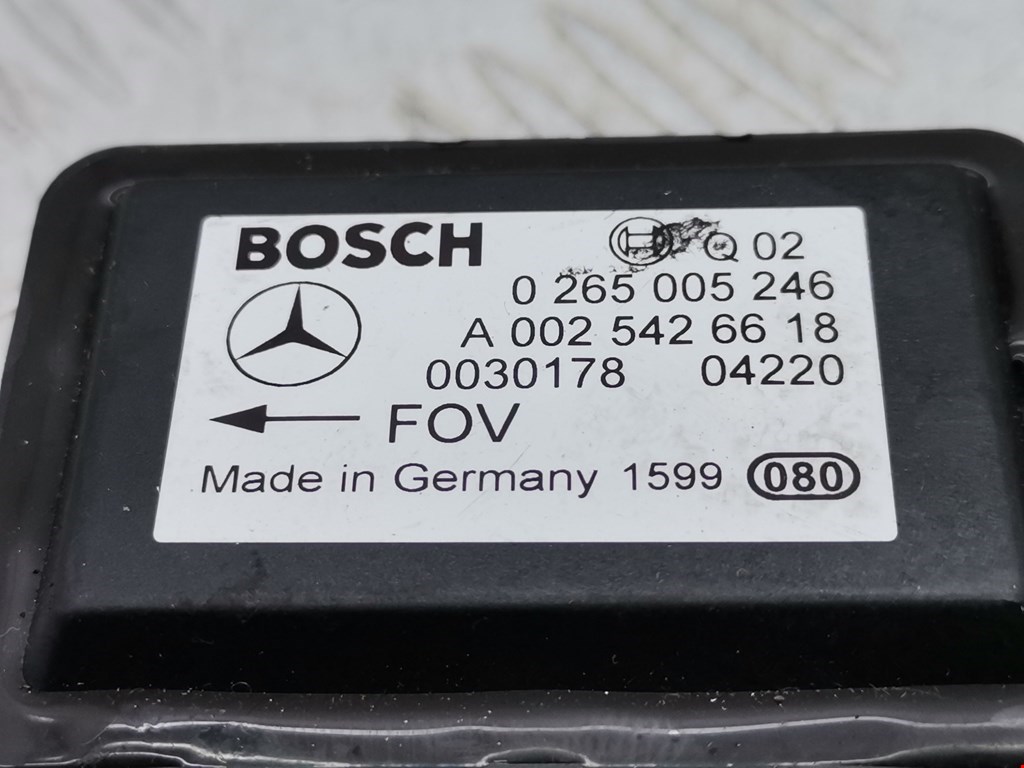 BOSCH
Q 02
0 265 005 246
A 002 542 66 18
0030178 04220
FOV
Made in Germany 1599 080